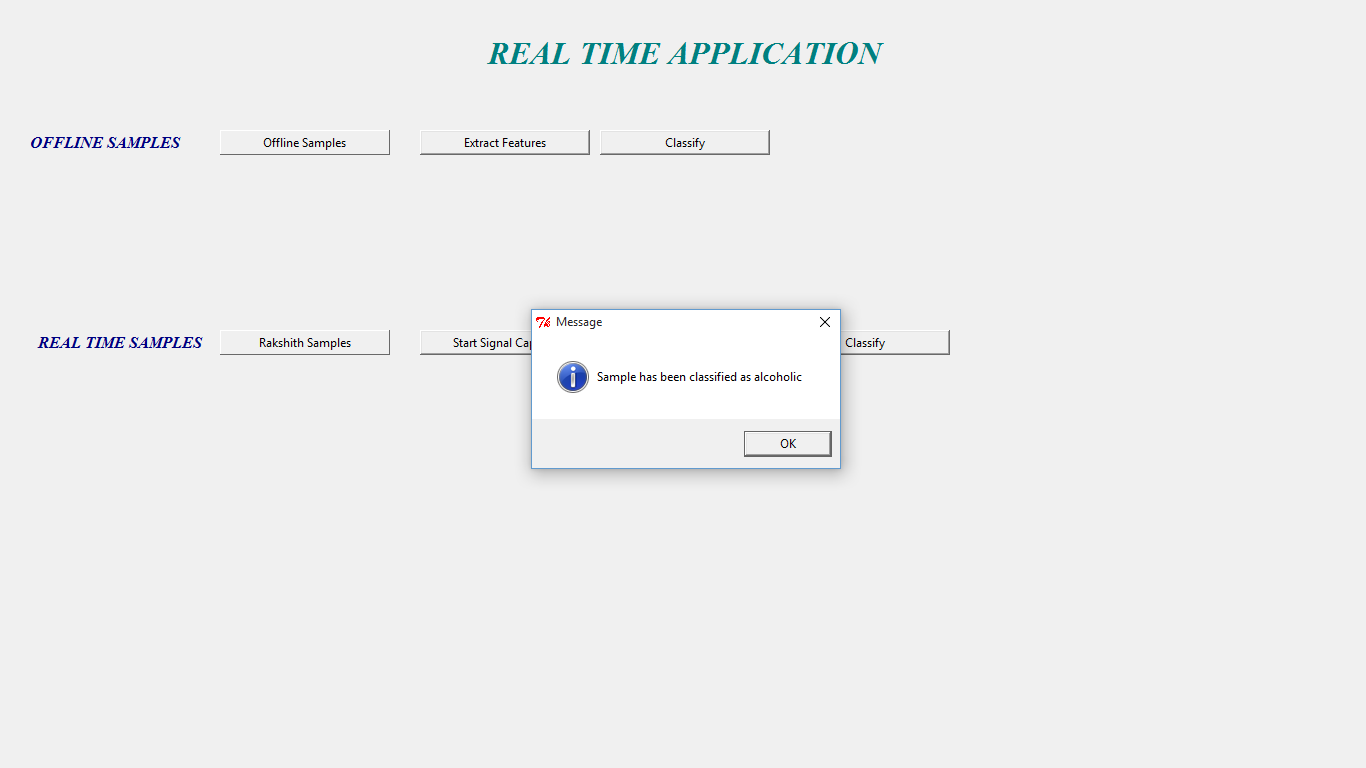 REAL TIME APPLICATION
OFFLINE SAMPLES
Offline Samples
Extract Features
Classify
Message
REAL TIME SAMPLES
Rakshith Samples
Start Signal
Classify
Sample has been classified as alcoholic
OK